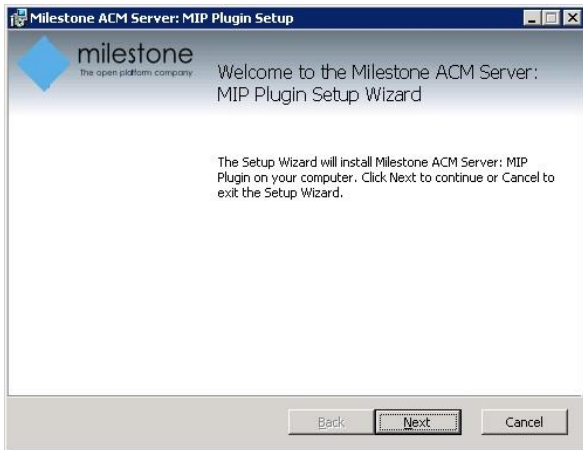 Milestone ACM Server: MIP Plugin Setup
milestone
The open platform company
Welcome to the Milestone ACM Server:
MIP Plugin Setup Wizard
The Setup Wizard will install Milestone ACM Server: MIP
Plugin on your computer. Click Next to continue or Cancel to
exit the Setup Wizard.
Back Next Cancel